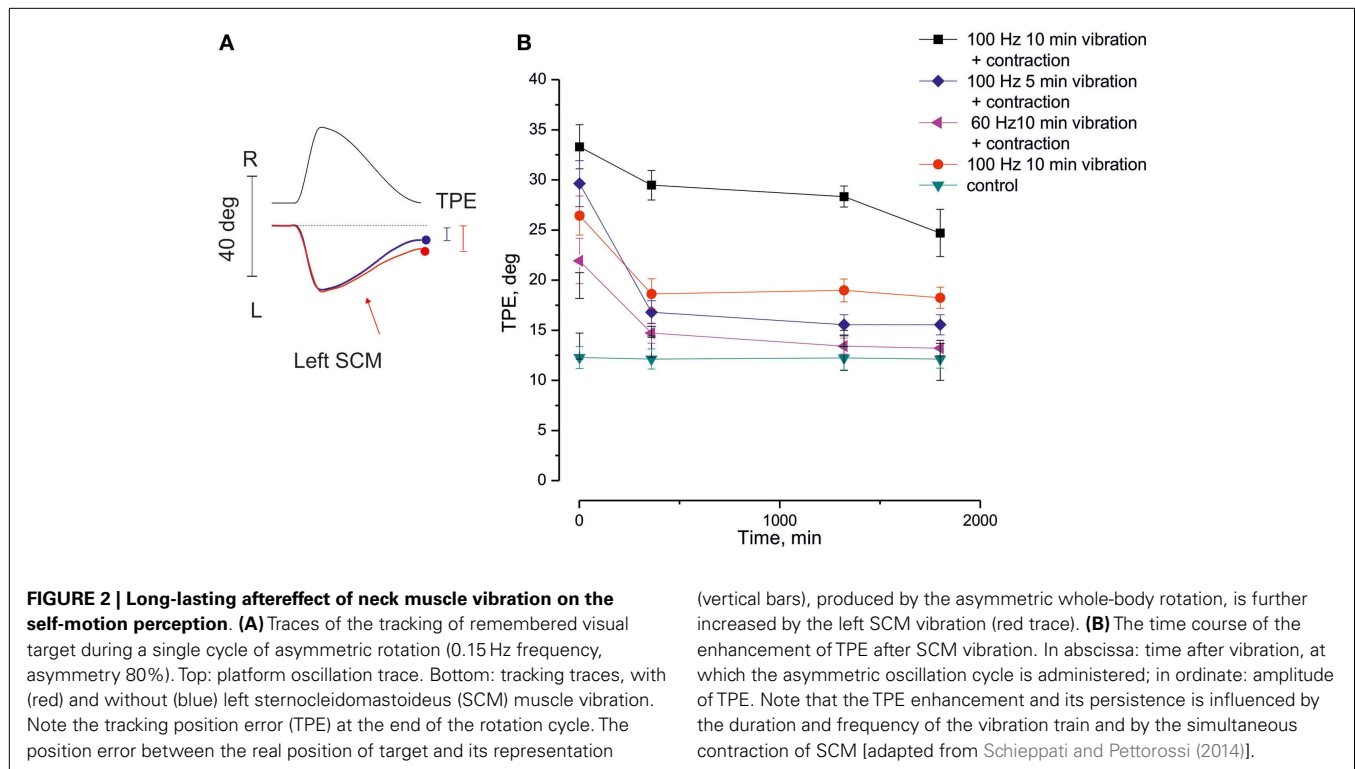 A
B
100 Hz 10 min vibration
+ contraction
100 Hz 5 min vibration
+ contraction
60 Hz10 min vibration
+ contraction
100 Hz 10 min vibration
control
R
40 deg
L
TPE
Left SCM
TPE, deg
40
35
30
25
20
15
10
5
0
0
1000
2000
Time, min
FIGURE 2 | Long-lasting aftereffect of neck muscle vibration on the
self-motion perception. (A) Traces of the tracking of remembered visual
target during a single cycle of asymmetric rotation (0.15 Hz frequency,
asymmetry 80%). Top: platform oscillation trace. Bottom: tracking traces, with
(red) and without (blue) left sternocleidomastoideus (SCM) muscle vibration.
Note the tracking position error (TPE) at the end of the rotation cycle. The
position error between the real position of target and its representation
(vertical bars), produced by the asymmetric whole-body rotation, is further
increased by the left SCM vibration (red trace). (B) The time course of the
enhancement of TPE after SCM vibration. In abscissa: time after vibration, at
which the asymmetric oscillation cycle is administered; in ordinate: amplitude
of TPE. Note that the TPE enhancement and its persistence is influenced by
the duration and frequency of the vibration train and by the simultaneous
contraction of SCM [adapted from Schieppati and Pettorossi (2014)].